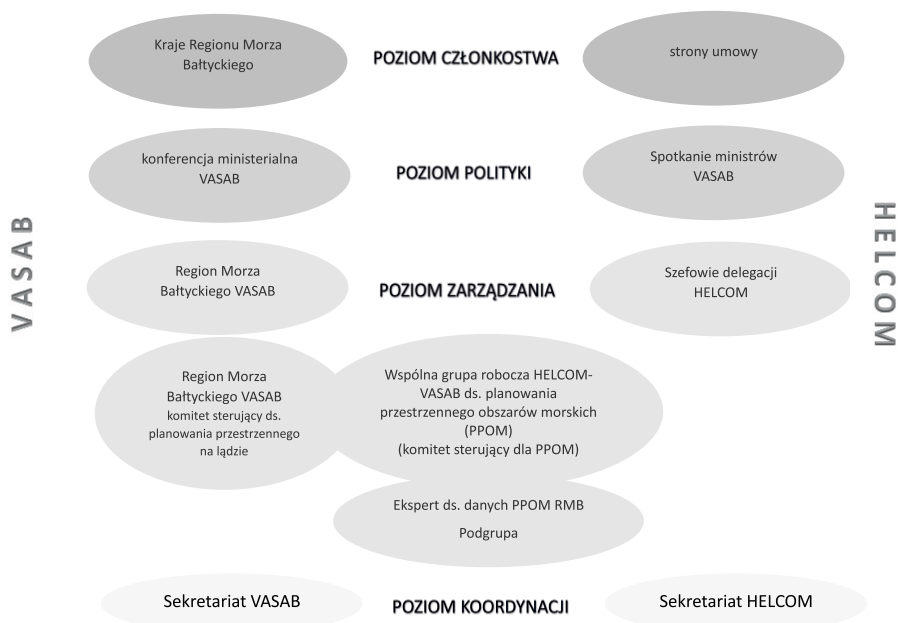 Kraje Regionu Morza
Bałtyckiego
POZIOM CZŁONKOSTWA
strony umowy
konferencja ministerialna
VASAB
POZIOM POLITYKI
Spotkanie ministrów
VASAB
VASAB
HELCOM
Region Morza
Bałtyckiego VASAB
POZIOM ZARZĄDZANIA
Szefowie delegacji
HELCOM
Region Morza
Bałtyckiego VASAB
komitet sterujący ds.
planowania przestrzennego
na lądzie
Wspólna grupa robocza HELCOM-
VASAB ds. planowania
przestrzennego obszarów morskich
(PPOM)
(komitet sterujący dla PPOM)
Ekspert ds. danych PPOM RMB
Podgrupa
Sekretariat VASAB
POZIOM KOORDYNACJI
Sekretariat HELCOM